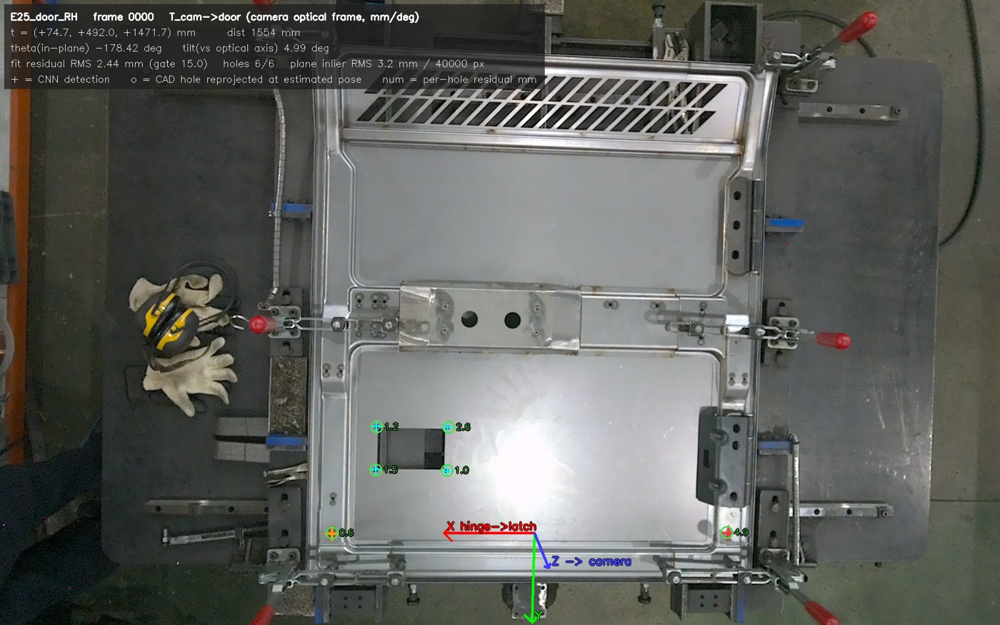 E25_door_RH frame 0000 T_cam->door (camera optical frame, mm/deg)
t = (+74.7, +492.0, +1471.7) mm dist 1554 mm
theta(in-plane) -178.42 deg tilt(vs optical axis) 4.99 deg
fit residual RMS 2.44 mm (gate 15.0) holes 6/6 plane inlier RMS 3.2 mm / 40000 px
+ = CNN detection o = CAD hole reprojected at estimated pose num = per-hole residual mm
1.2 2.6
1.5 1.0
X hinge->latch
0.6 4.9
Z -> camera
Y